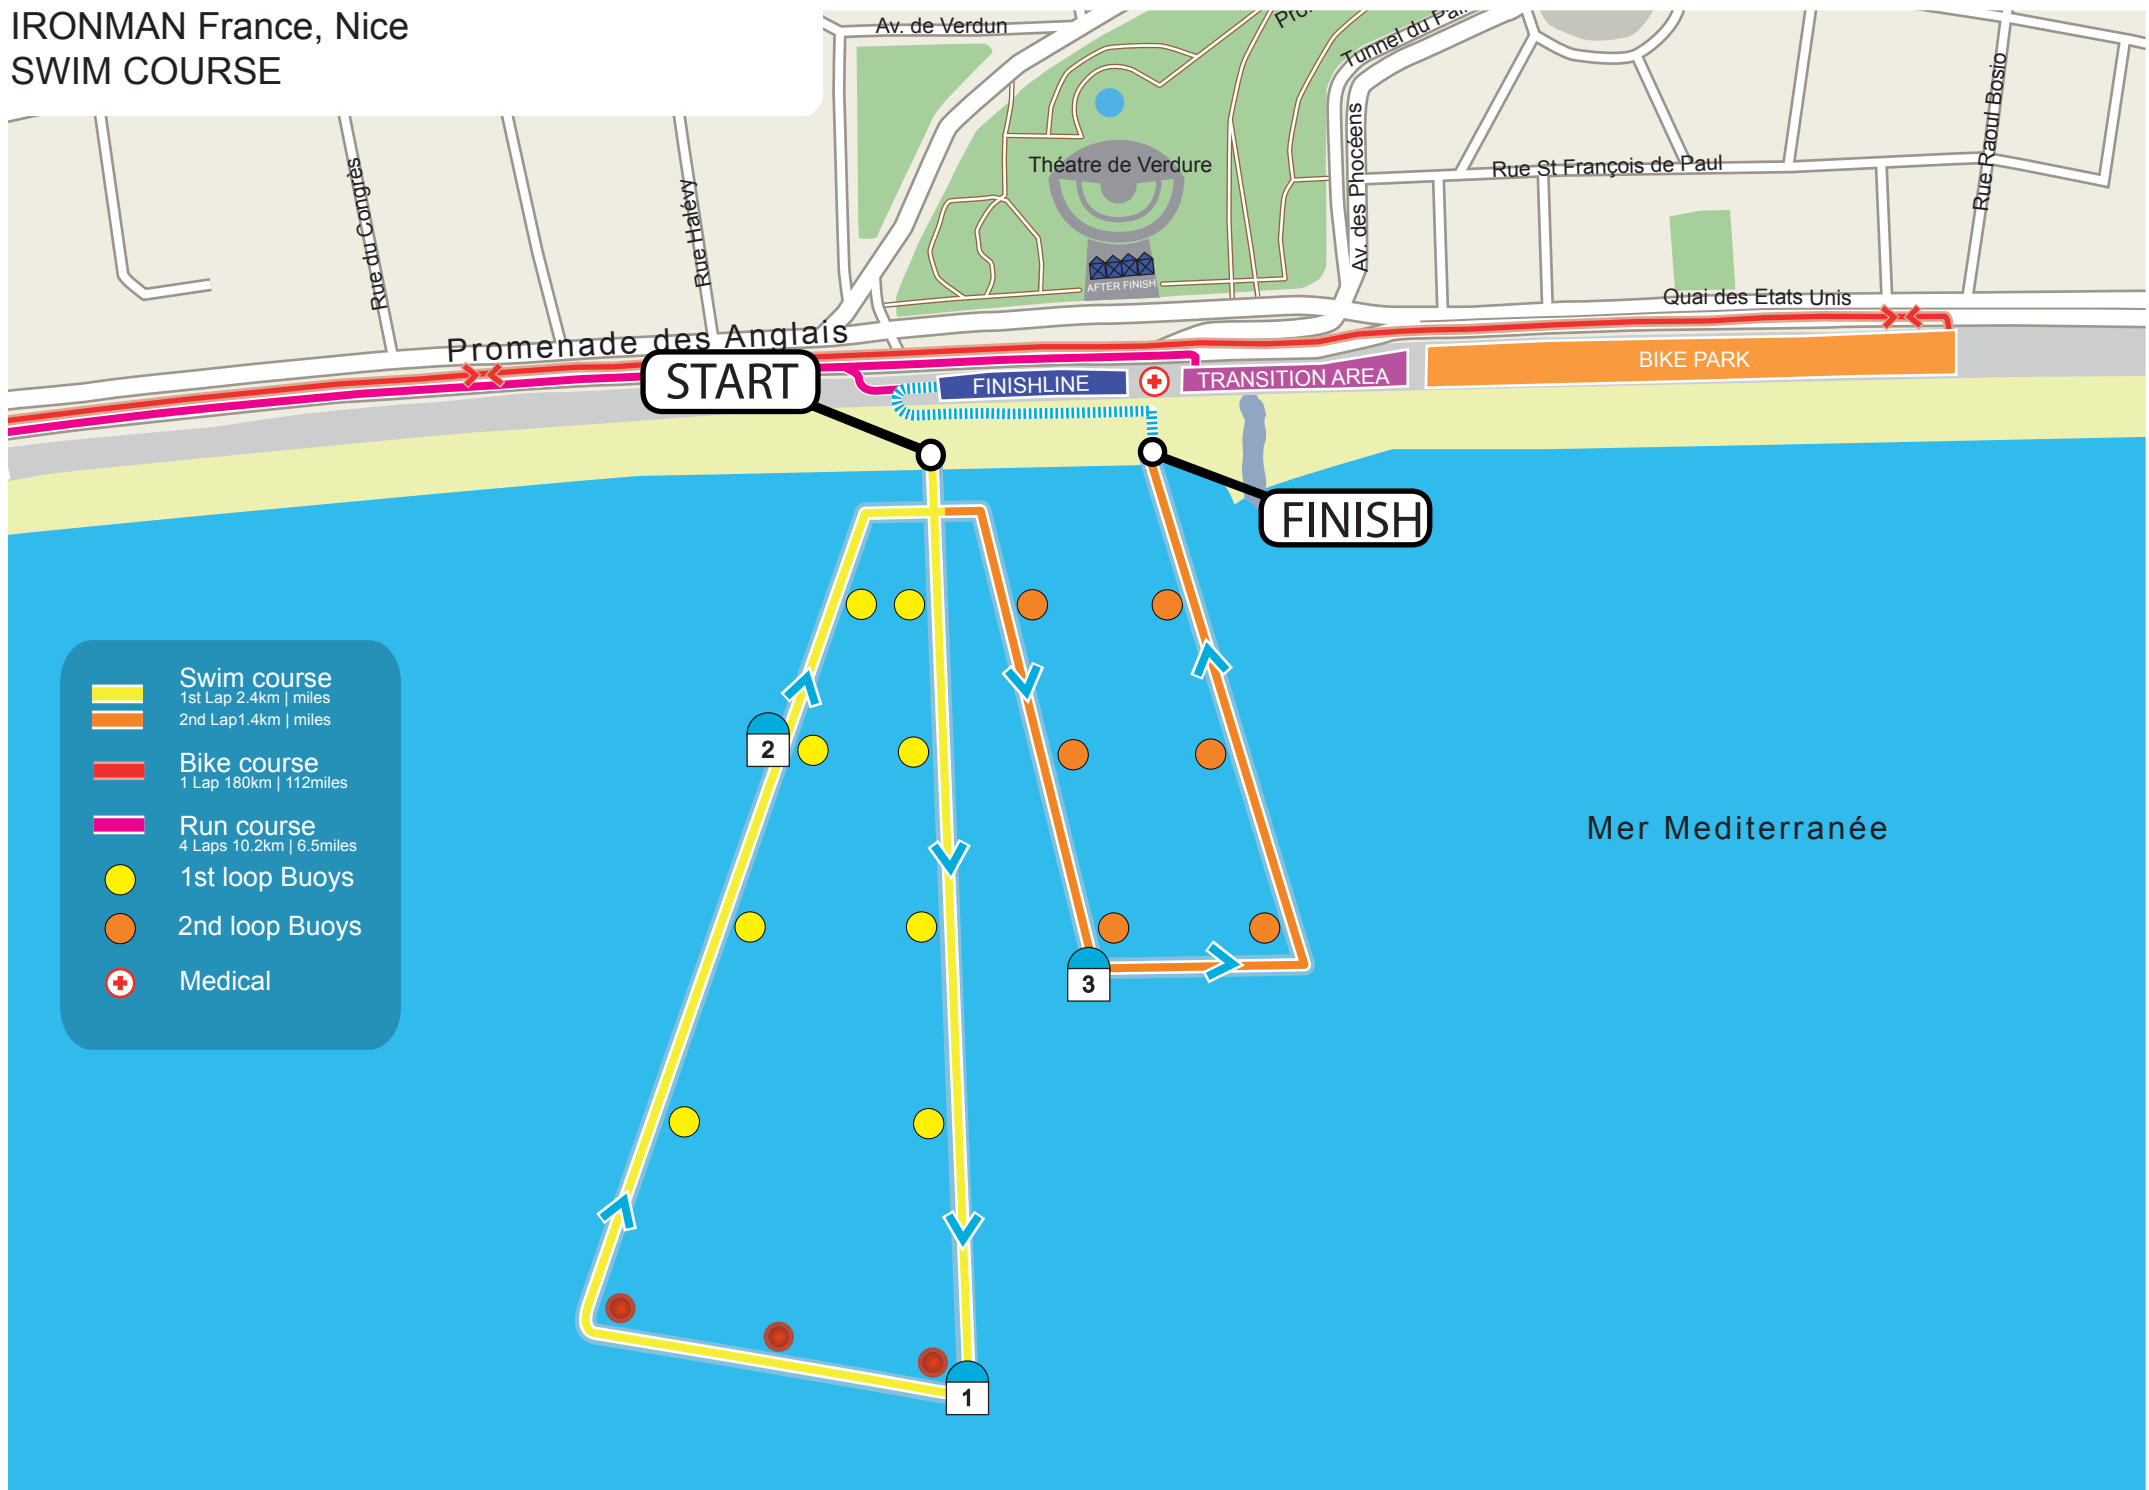 IRONMAN France, Nice
SWIM COURSE
Av. de Verdun
Tunnel du
Rue Raoul Bosio
Av. des Phocéens
Théatre de Verdure
Rue St François de Paul
Rue du Congrès
Rue Halévy
AFTER FINISH
Quai des Etats Unis
Promenade des Anglais
START
FINISHLINE
TRANSITION AREA
BIKE PARK
FINISH
Swim course
1st Lap 2.4km | miles
2nd Lap1.4km | miles
Bike course
1 Lap 180km | 112miles
Run course
4 Laps 10.2km | 6.5miles
1st loop Buoys
2nd loop Buoys
Medical
2
Mer Mediterranée
3
1